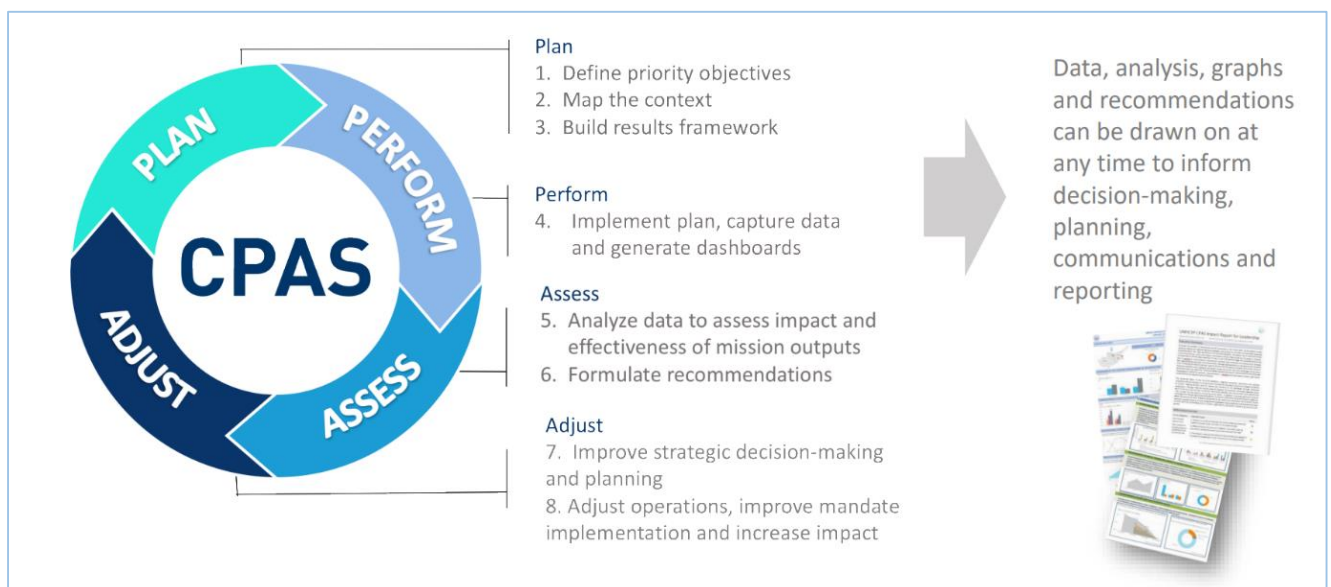 PLAN
PERFORM
ASSESS
ADJUST
CPAS
Plan
1. Define priority objectives
2. Map the context
3. Build results framework
Perform
4. Implement plan, capture data
and generate dashboards
Assess
5. Analyze data to assess impact and
effectiveness of mission outputs
6. Formulate recommendations
Adjust
7. Improve strategic decision-making
and planning
8. Adjust operations, improve mandate
implementation and increase impact
Data, analysis, graphs
and recommendations
can be drawn on at
any time to inform
decision-making,
planning,
communications and
reporting